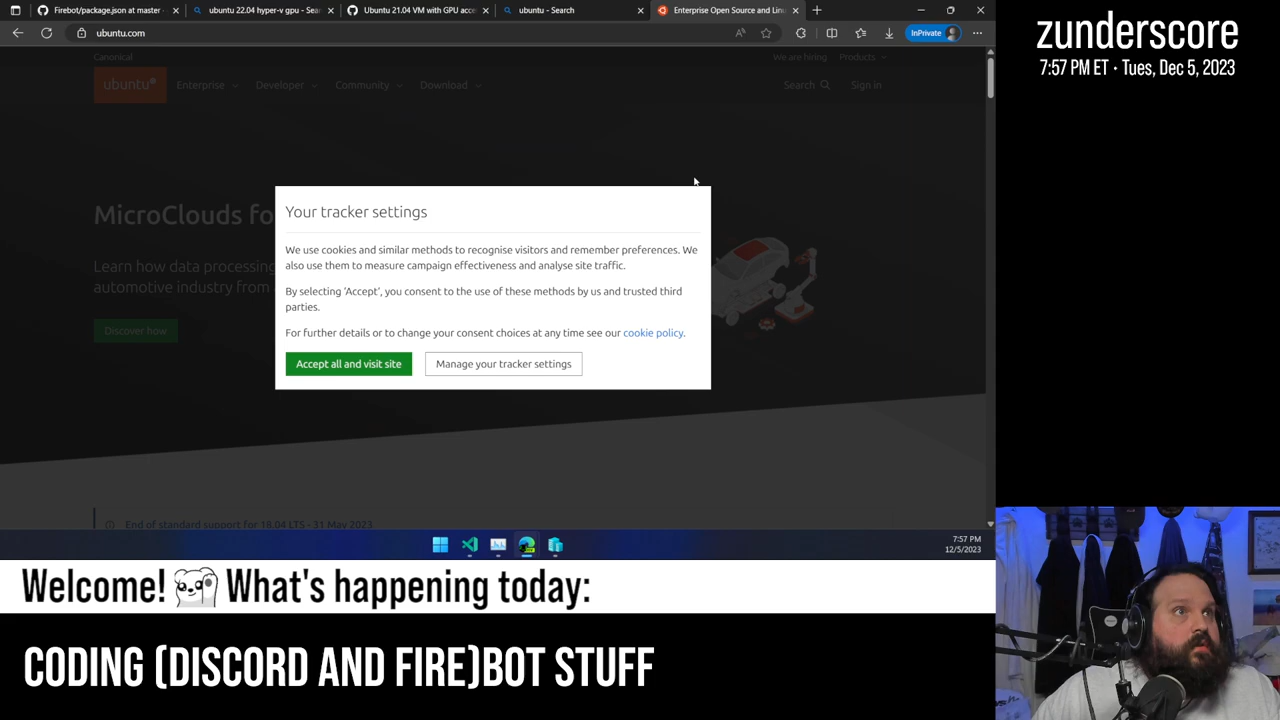 Firebot/package.json at master
ubuntu 22.04 hyper-v gpu - Sea
Ubuntu 21.04 VM with GPU acce
ubuntu - Search
Enterprise Open Source and Linu
ubuntu.com
InPrivate
Canonical
We are hiring
Products
ubuntu®
Enterprise
Developer
Community
Download
Search
Sign in
MicroClouds fo
Learn how data processing
automotive industry from
Discover how
Your tracker settings
We use cookies and similar methods to recognise visitors and remember preferences. We
also use them to measure campaign effectiveness and analyse site traffic.
By selecting ‘Accept‘, you consent to the use of these methods by us and trusted third
parties.
For further details or to change your consent choices at any time see our cookie policy.
Accept all and visit site
Manage your tracker settings
End of standard support for 18.04 LTS - 31 May 2023
7:57 PM
12/5/2023
zunderscore
7:57 PM ET • Tues, Dec 5, 2023
Welcome! What's happening today:
CODING (DISCORD AND FIRE)BOT STUFF